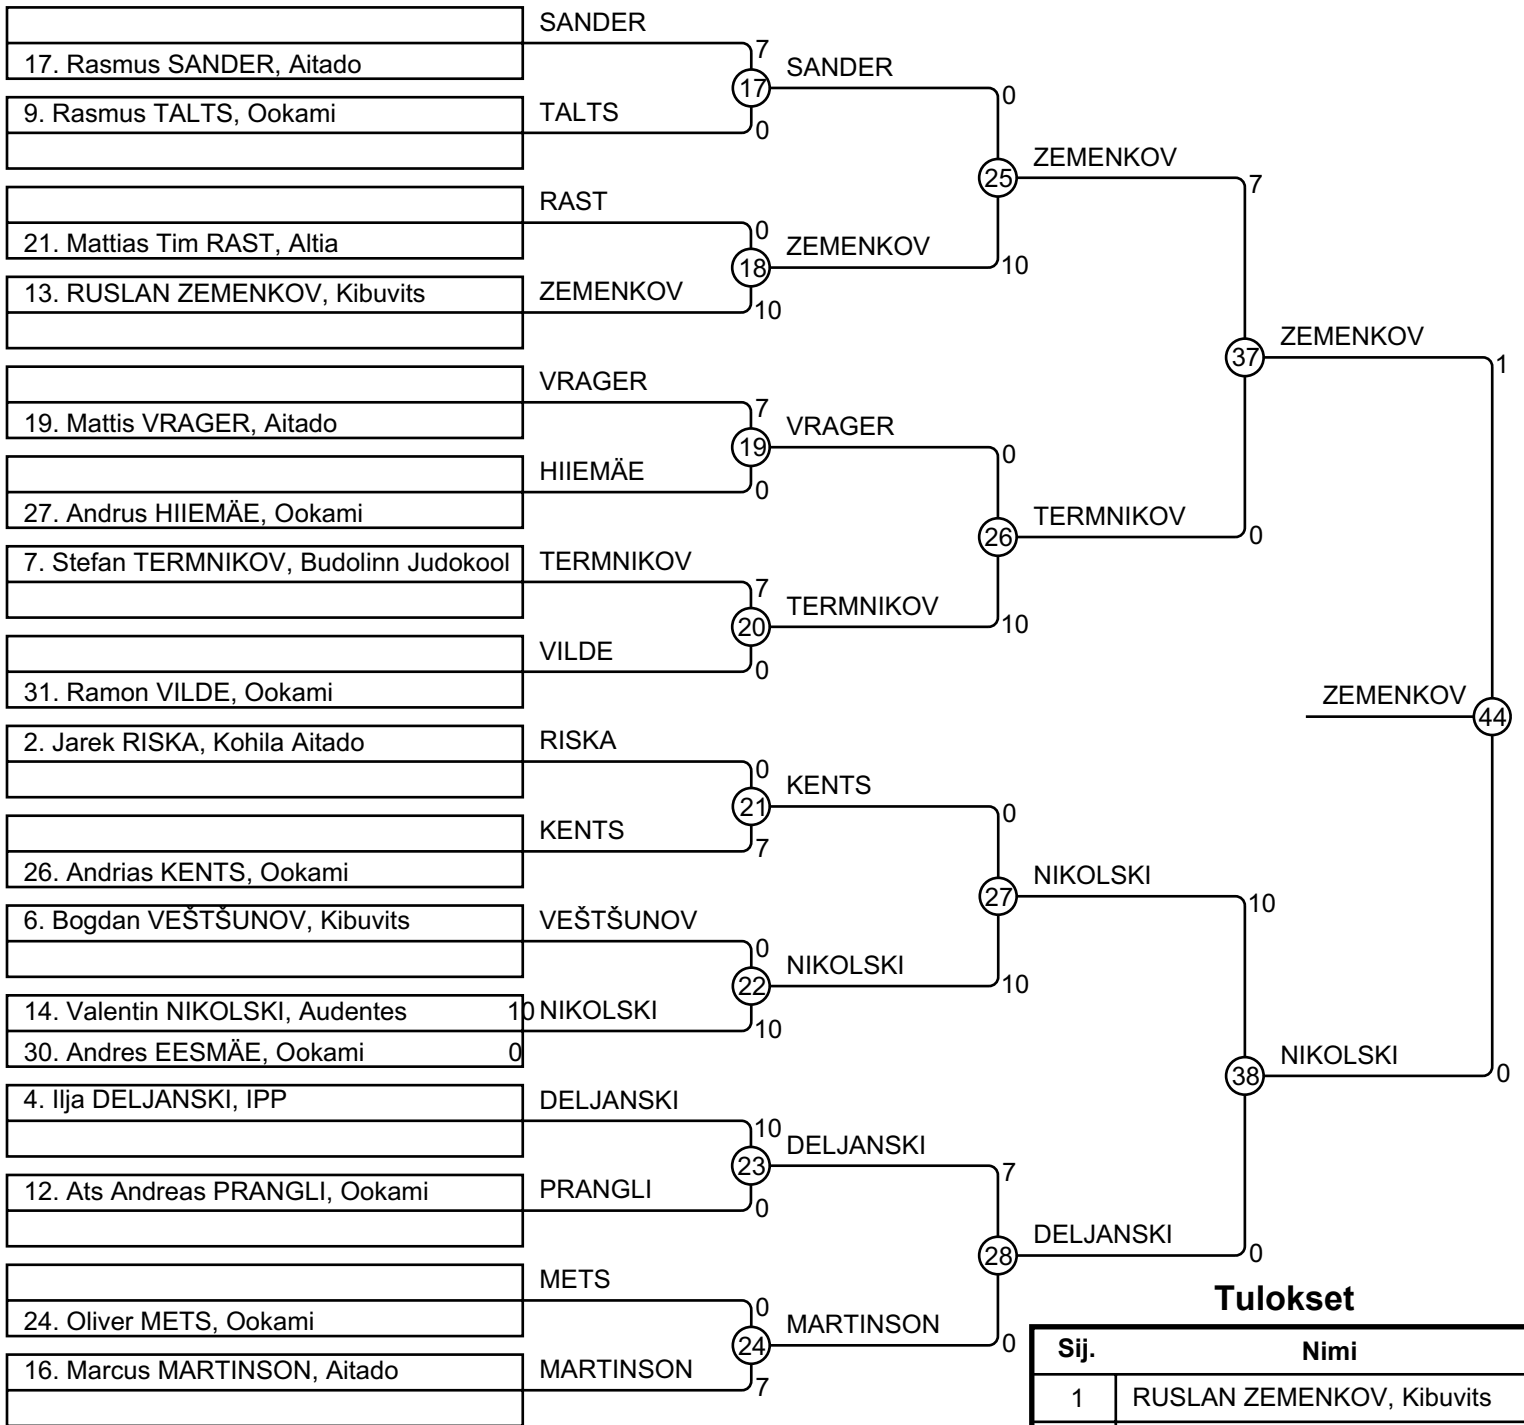 SANDER
17. Rasmus SANDER, Aitado
7
17
SANDER
9. Rasmus TALTS, Ookami
TALTS
0
0
25
ZEMENKOV
RAST
21. Mattias Tim RAST, Altia
0
18
ZEMENKOV
10
13. RUSLAN ZEMENKOV, Kibuvits
ZEMENKOV
10
7
37
ZEMENKOV
1
VRAGER
19. Mattis VRAGER, Aitado
7
19
VRAGER
0
HIIEMÄE
27. Andrus HIIEMÄE, Ookami
0
26
TERMNIKOV
0
7. Stefan TERMNIKOV, Budolinn Judokool
TERMNIKOV
7
20
TERMNIKOV
10
VILDE
31. Ramon VILDE, Ookami
0
ZEMENKOV
44
2. Jarek RISKA, Kohila Aitado
RISKA
0
21
KENTS
0
KENTS
26. Andrias KENTS, Ookami
7
27
NIKOLSKI
10
6. Bogdan VEŠTŠUNOV, Kibuvits
VEŠTŠUNOV
0
22
NIKOLSKI
10
14. Valentin NIKOLSKI, Audentes 10
NIKOLSKI
30. Andres EESMÄE, Ookami 0
10
38
NIKOLSKI
0
4. Ilja DELJANSKI, IPP
DELJANSKI
10
23
DELJANSKI
7
12. Ats Andreas PRANGLI, Ookami
PRANGLI
0
28
DELJANSKI
0
METS
24. Oliver METS, Ookami
0
24
MARTINSON
0
16. Marcus MARTINSON, Aitado
MARTINSON
7
Tulokset
Sij. Nimi
1 RUSLAN ZEMENKOV, Kibuvits